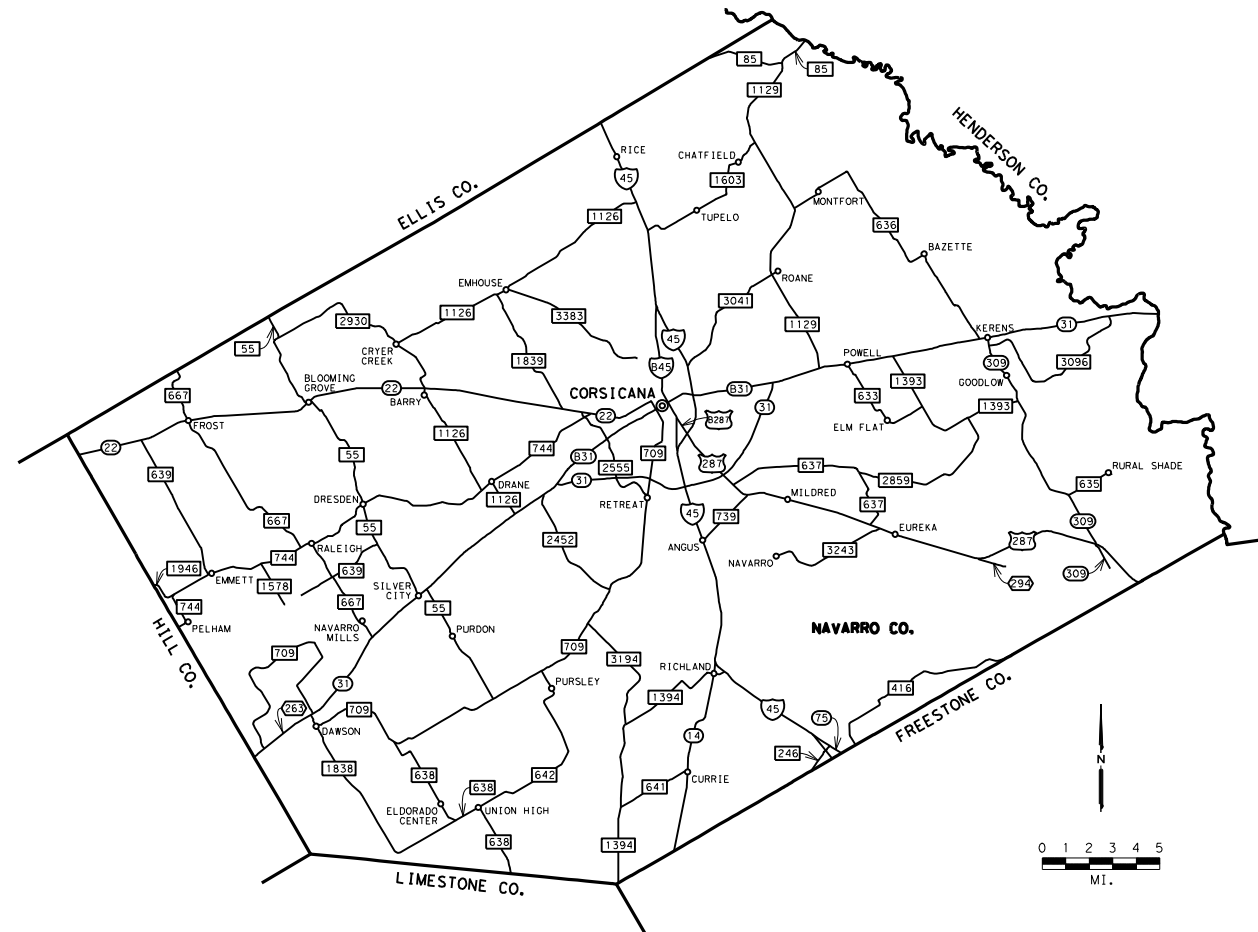 85
85
1129
HENDERSON CO.
RICE
CHATFIELD
45
1603
ELLIS CO.
MONTFORT
1126
TUPELO
636
BAZETTE
EMHOUSE
ROANE
3041
1126
3383
2930
1129
31
KERENS
55
CRYER
CREEK
1839
45
POWELL
309
3096
B45
GOODLOW
BLOOMING
GROVE
22
CORSICANA
B31
1393
667
BARRY
633
31
1393
22
B287
FROST
ELM FLAT
1126
22
744
B31
709
55
2555
287
637
RURAL SHADE
639
31
2859
635
DRANE
MILDRED
DRESDEN
1126
RETREAT
637
45
739
667
55
309
EUREKA
2452
287
RALEIGH
ANGUS
3243
744
NAVARRO
1946
639
EMMETT
309
294
1578
SILVER
CITY
667
744
55
PELHAM
NAVARRO
MILLS
NAVARRO CO.
PURDON
HILL CO.
709
709
3194
RICHLAND
31
PURSLEY
416
1394
FREESTONE CO.
263
709
45
75
DAWSON
14
246
N
1838
638
642
CURRIE
638
641
ELDORADO
CENTER
UNION HIGH
638
1394
0 1 2 3 4 5
MI.
LIMESTONE CO.